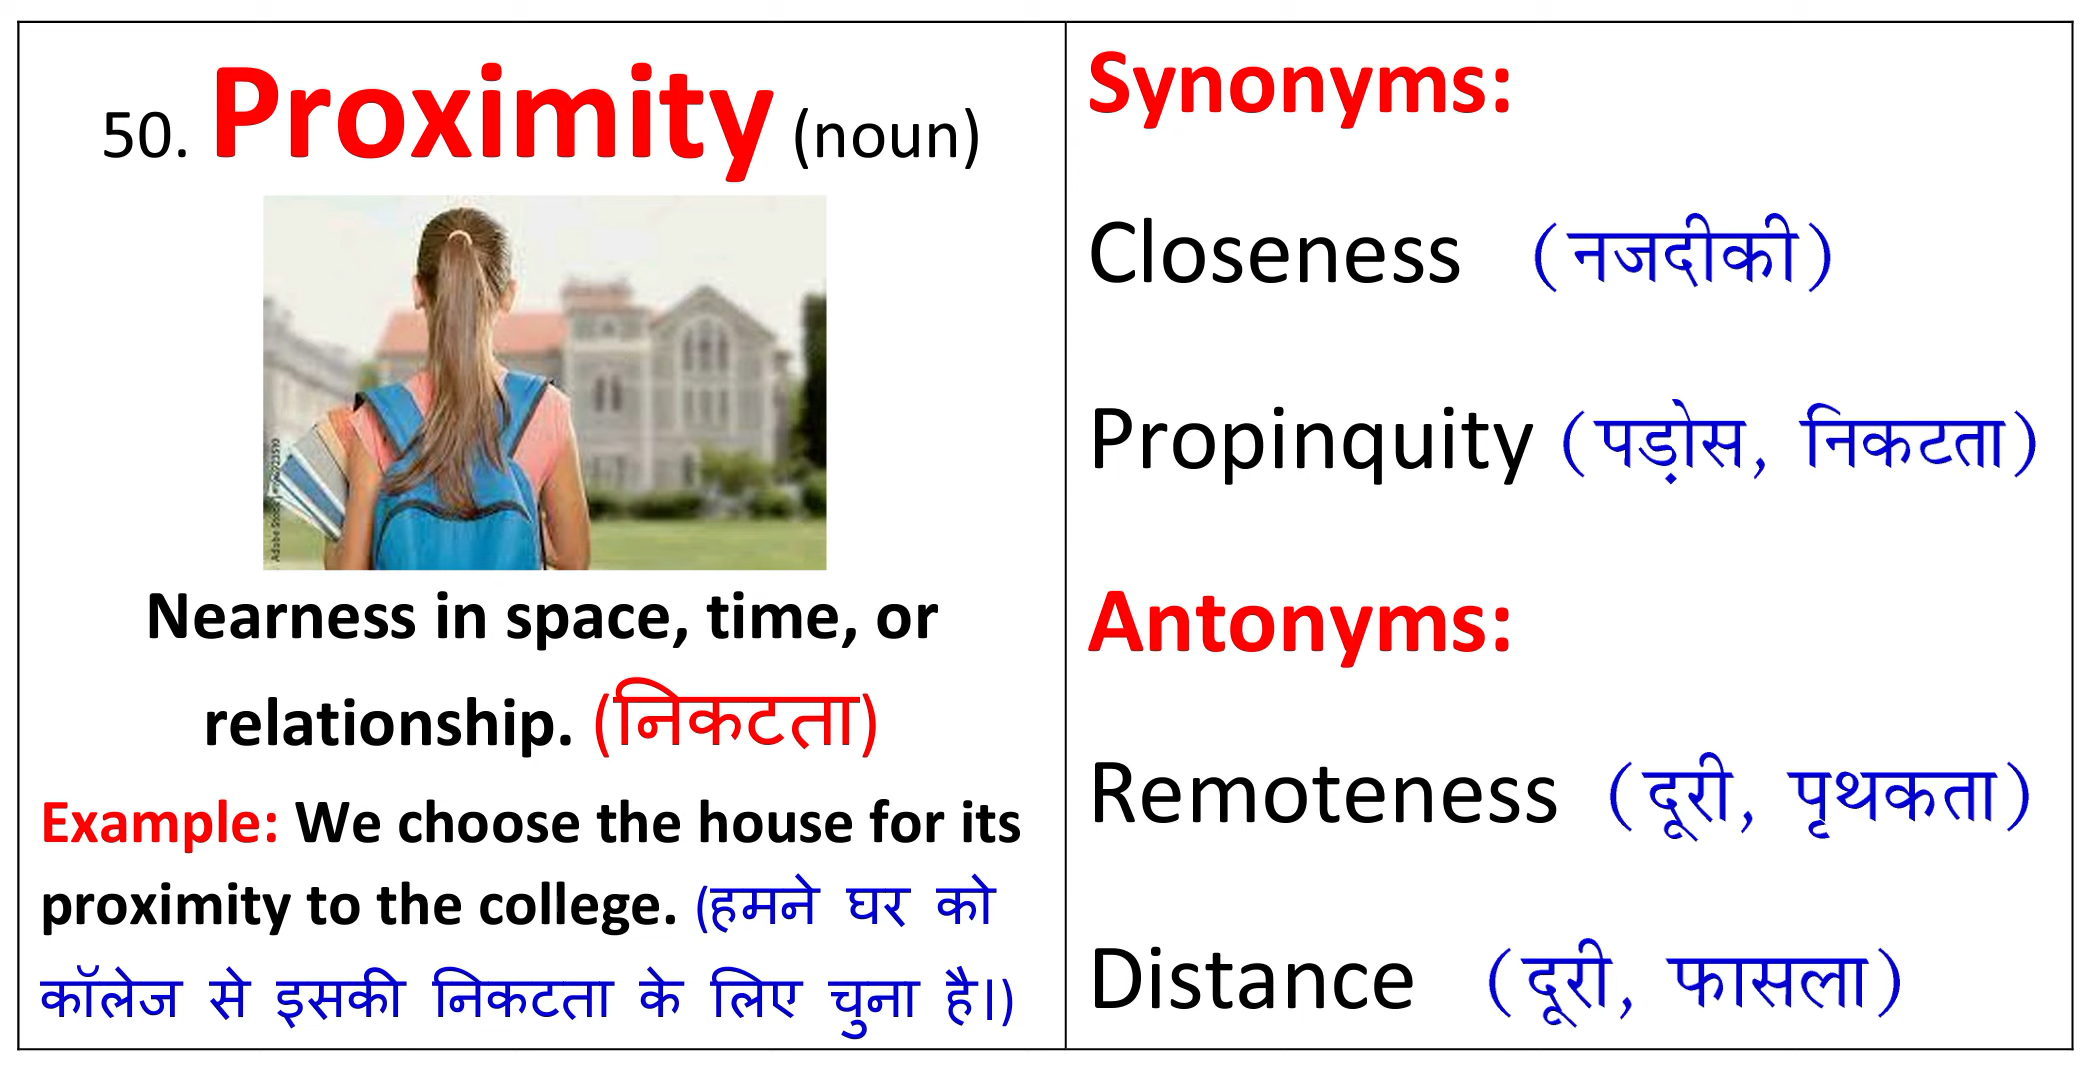 50. Proximity (noun)
Nearness in space, time, or
relationship. (निकटता)
Example: We choose the house for its
proximity to the college. (हमने घर को
कॉलेज से इसकी निकटता के लिए चुना है।)
Synonyms:
Closeness (नजदीकी)
Propinquity (पड़ोस, निकटता)
Antonyms:
Remoteness (दूरी, पृथकता)
Distance (दूरी, फासला)